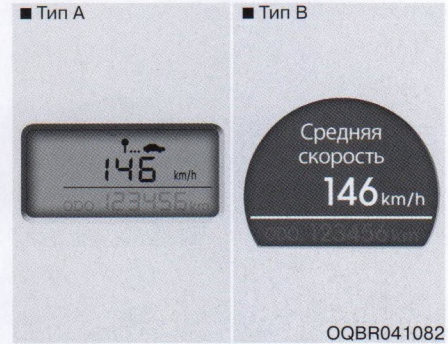 ■ Тип A
146 km/h
ODO 123456 km
■ Тип B
Средняя
скорость
146 km/h
ODO 123456 km
OQBR041082